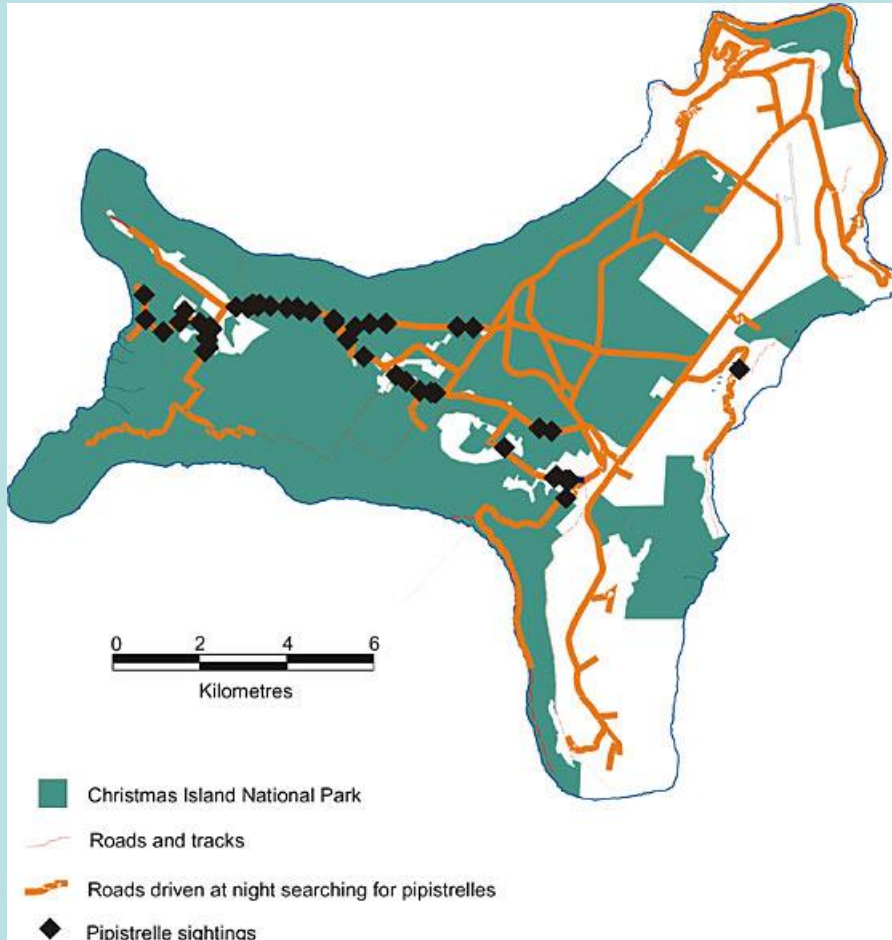 0 2 4 6
Kilometres
Christmas Island National Park
Roads and tracks
Roads driven at night searching for pipistrelles
Pipistrelle sightings